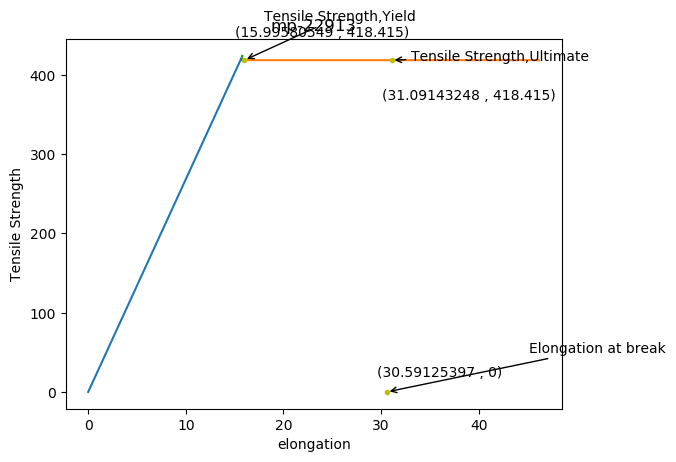 Tensile Strength,Yield
mp-22913
(15.99580549 , 418.415)
Tensile Strength,Ultimate
(31.09143248 , 418.415)
400
300
200
100
0
Tensile Strength
Elongation at break
(30.59125397 , 0)
0 10 20 30 40
elongation